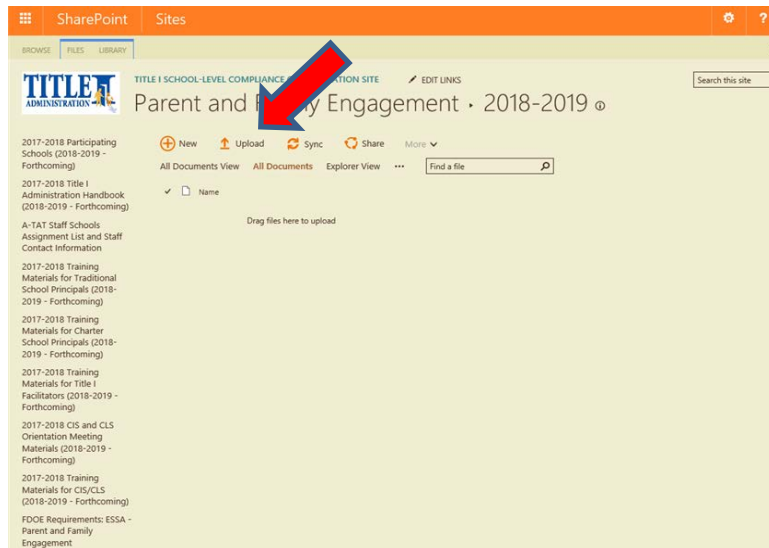 SharePoint Sites ?
BROWSE FILES LIBRARY
TITLE I
ADMINISTRATION
TITLE I SCHOOL-LEVEL COMPLIANCE ATION SITE EDIT LINKS
Search this site
Parent and Engagement ▸ 2018-2019
New Upload Sync Share More
All Documents View All Documents Explorer View ••• Find a file
Name
Drag files here to upload
2017-2018 Participating
Schools (2018-2019 -
Forthcoming)
2017-2018 Title I
Administration Handbook
(2018-2019 - Forthcoming)
A-TAT Staff Schools
Assignment List and Staff
Contact Information
2017-2018 Training
Materials for Traditional
School Principals (2018-
2019 - Forthcoming)
2017-2018 Training
Materials for Charter
School Principals (2018-
2019 - Forthcoming)
2017-2018 Training
Materials for Title I
Facilitators (2018-2019 -
Forthcoming)
2017-2018 CIS and CLS
Orientation Meeting
Materials (2018-2019 -
Forthcoming)
2017-2018 Training
Materials for CIS/CLS
(2018-2019 - Forthcoming)
FDOE Requirements: ESSA -
Parent and Family
Engagement